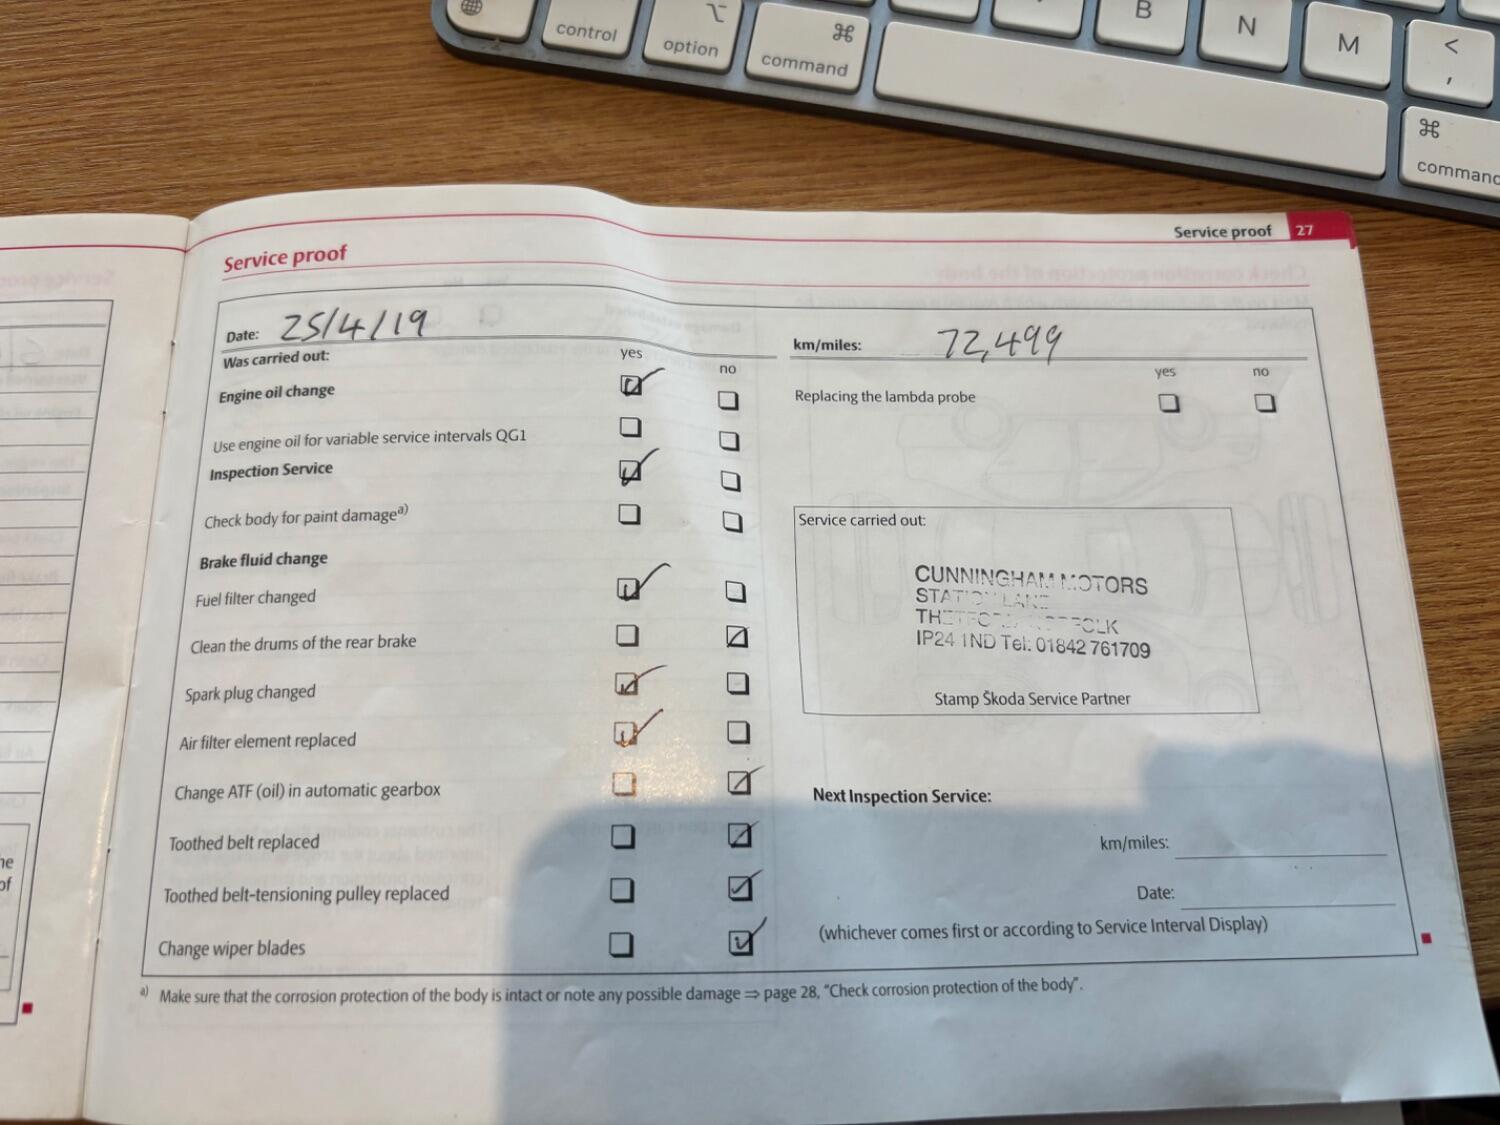 control
option
⌥
command
⌘
B
N
M
<
,
⌘
command
Service proof 27
Service proof
Date: 25/4/19
km/miles: 72,499
Was carried out: yes no
yes no
Engine oil change
Replacing the lambda probe
Use engine oil for variable service intervals QG1
Inspection Service
Check body for paint damage a)
Brake fluid change
Fuel filter changed
Clean the drums of the rear brake
Spark plug changed
Air filter element replaced
Change ATF (oil) in automatic gearbox
Toothed belt replaced
Toothed belt-tensioning pulley replaced
Change wiper blades
Service carried out:
CUNNINGHAM MOTORS
STATION LANE
THETFORD NORFOLK
IP24 1ND Tel: 01842 761709
Stamp Škoda Service Partner
Next Inspection Service:
km/miles:
Date:
(whichever comes first or according to Service Interval Display)
a) Make sure that the corrosion protection of the body is intact or note any possible damage ⇒ page 28, "Check corrosion protection of the body".